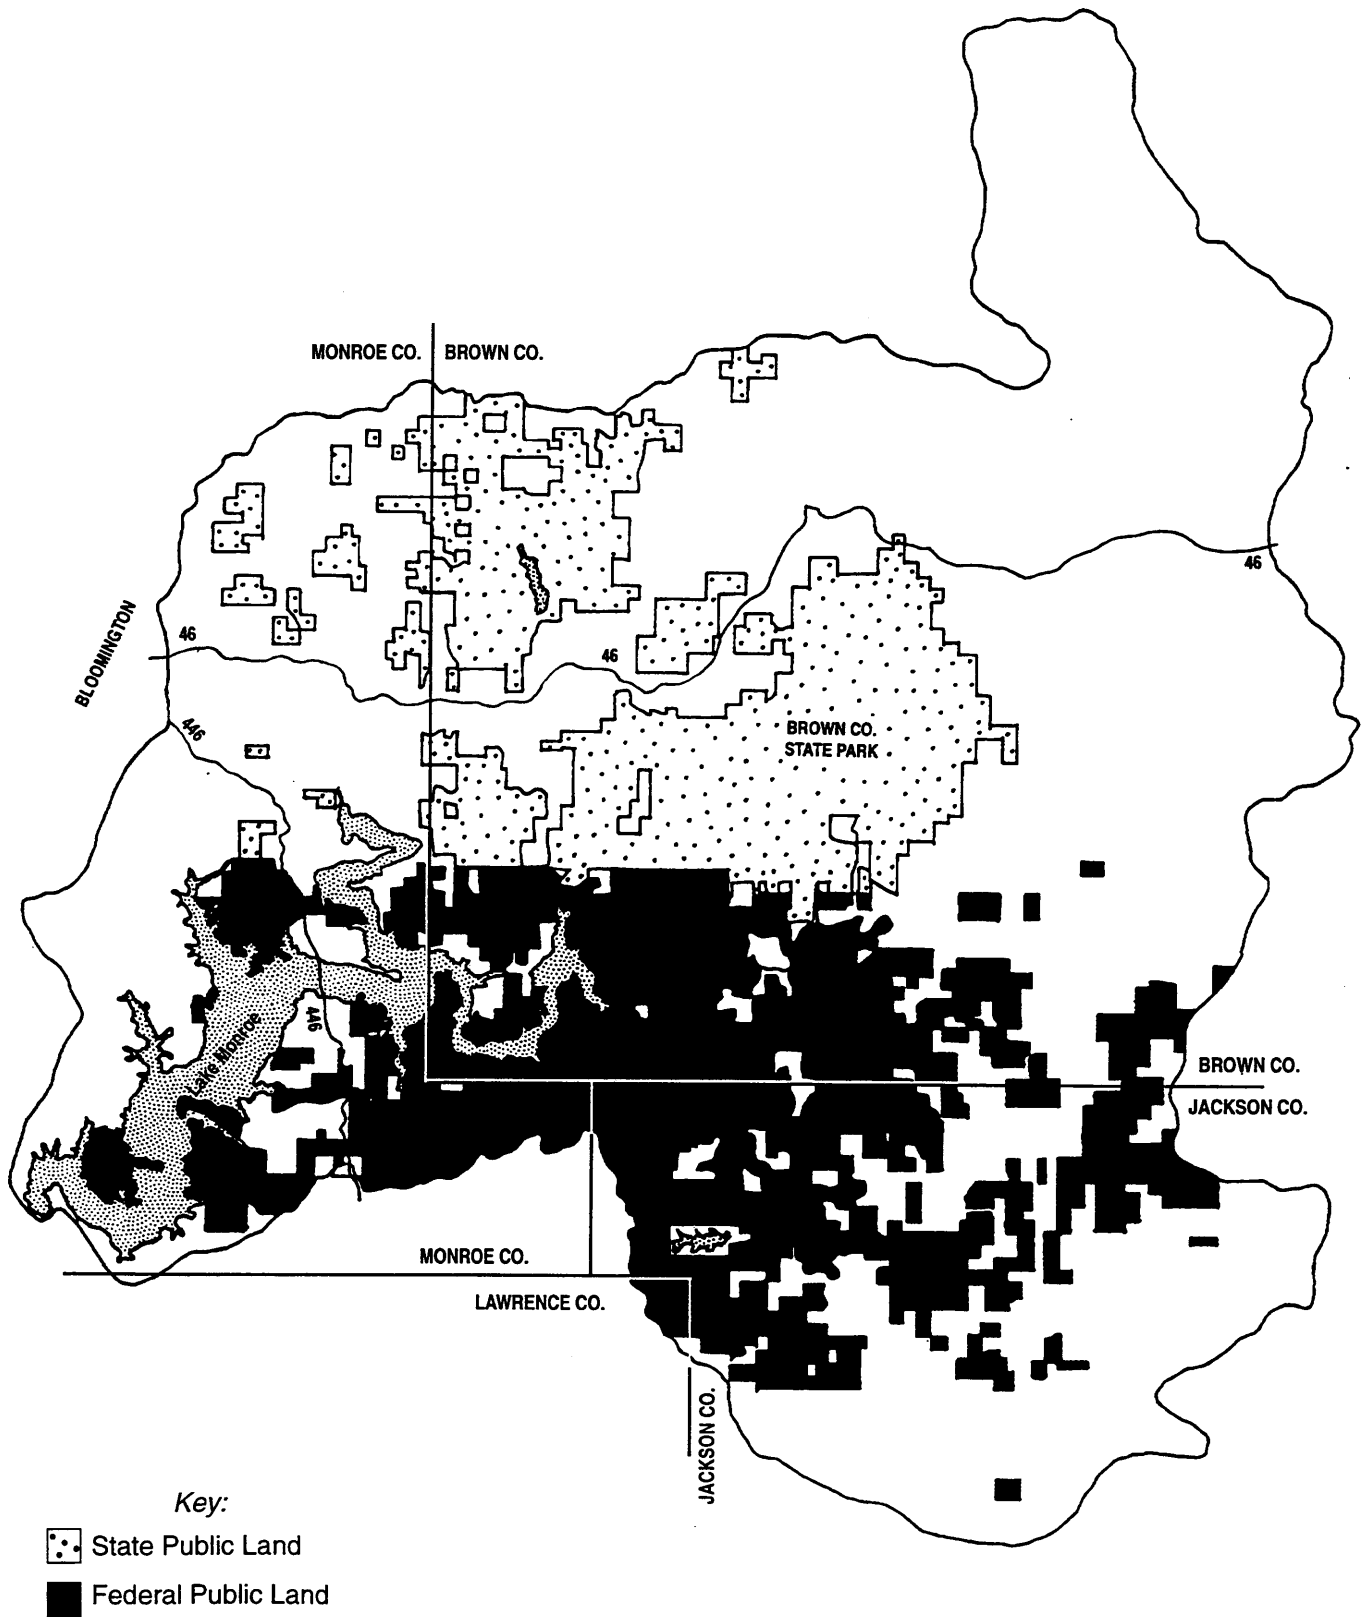 MONROE CO.
BROWN CO.
46
BLOOMINGTON
46
46
446
BROWN CO.
STATE PARK
446
Lake Monroe
BROWN CO.
JACKSON CO.
MONROE CO.
LAWRENCE CO.
JACKSON CO.
Key:
State Public Land
Federal Public Land